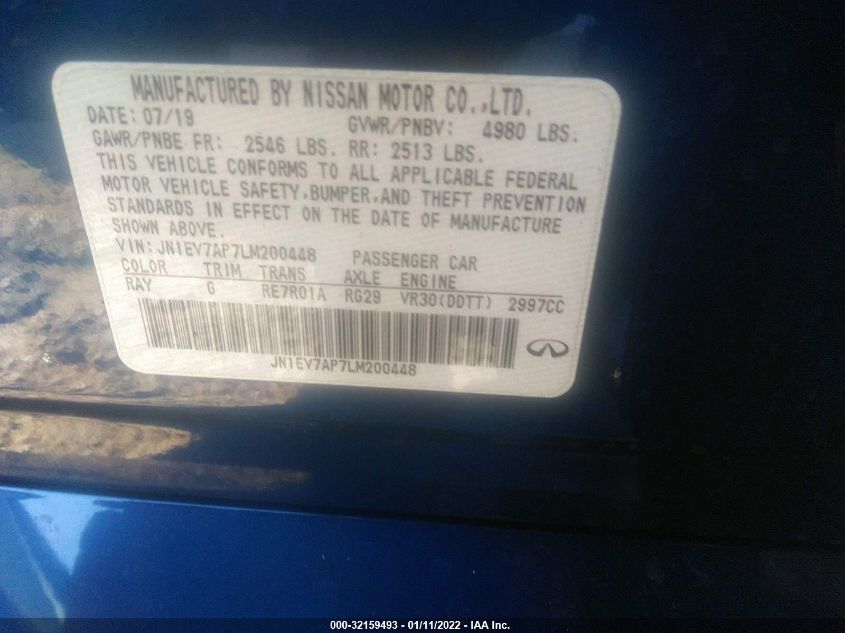 MANUFACTURED BY NISSAN MOTOR CO.,LTD.
DATE: 07/19 GVWR/PNBV: 4980 LBS.
GAWR/PNBE FR: 2546 LBS. RR: 2513 LBS.
THIS VEHICLE CONFORMS TO ALL APPLICABLE FEDERAL
MOTOR VEHICLE SAFETY,BUMPER,AND THEFT PREVENTION
STANDARDS IN EFFECT ON THE DATE OF MANUFACTURE
SHOWN ABOVE.
VIN:JN1EV7AP7LM200448 PASSENGER CAR
COLOR TRIM TRANS AXLE ENGINE
RAY G RE7R01A RG29 VR30(DDTT) 2997CC
JN1EV7AP7LM200448
000-32159493 - 01/11/2022 - IAA Inc.